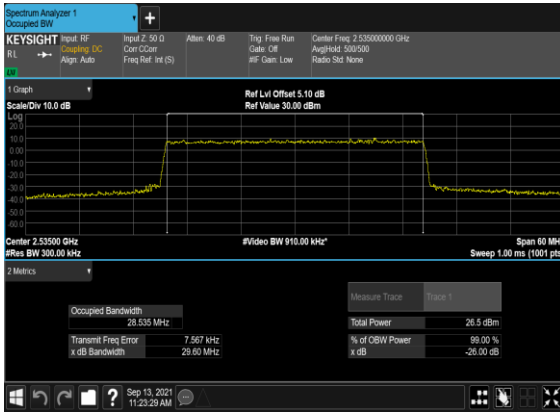 Spectrum Analyzer 1
Occupied BW
KEYSIGHT Input: RF Input Z: 50 Ω Atten: 40 dB Trig: Free Run Center Freq: 2.535000000 GHz
RL Coupling: DC Corr CCorr Gate: Off Avg|Hold: 500/500
Align: Auto Freq Ref: Int (S) #IF Gain: Low Radio Std: None
1 Graph
Scale/Div 10.0 dB Ref Lvl Offset 5.10 dB
Ref Value 30.00 dBm
Log
20.0
10.0
0.00
-10.0
-20.0
-30.0
-40.0
-50.0
-60.0
Center 2.53500 GHz #Video BW 910.00 kHz* Span 60 MH
#Res BW 300.00 kHz Sweep 1.00 ms (1001 pts
2 Metrics
Measure Trace Trace 1
Occupied Bandwidth
28.535 MHz
Total Power 26.5 dBm
Transmit Freq Error 7.567 kHz % of OBW Power 99.00 %
x dB Bandwidth 29.60 MHz x dB -26.00 dB
Sep 13, 2021
11:23:29 AM